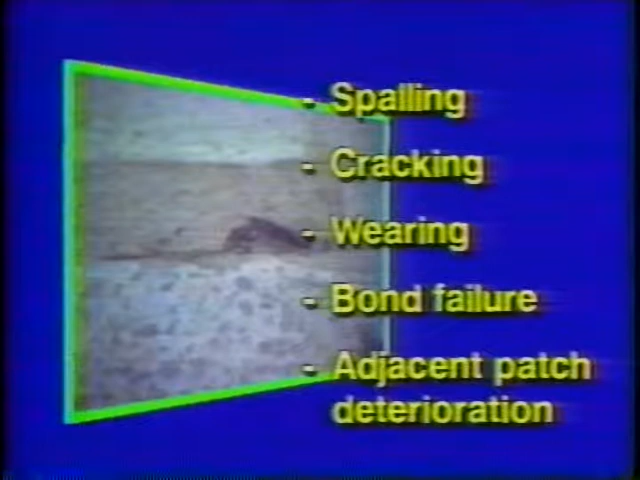 - Spalling
- Cracking
- Wearing
- Bond failure
- Adjacent patch
deterioration